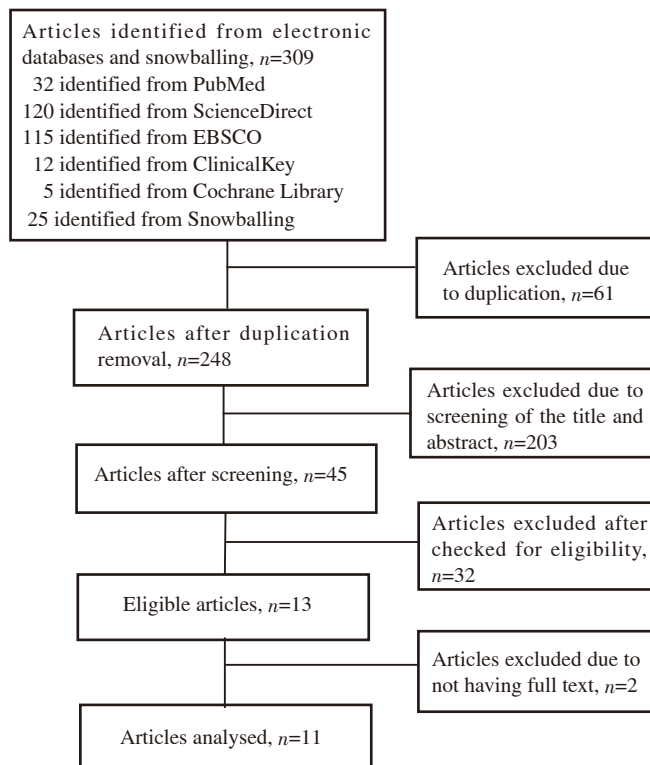 Articles identified from electronic
databases and snowballing, n=309
32 identified from PubMed
120 identified from ScienceDirect
115 identified from EBSCO
12 identified from ClinicalKey
5 identified from Cochrane Library
25 identified from Snowballing
Articles excluded due
to duplication, n=61
Articles after duplication
removal, n=248
Articles excluded due to
screening of the title and
abstract, n=203
Articles after screening, n=45
Articles excluded after
checked for eligibility,
n=32
Eligible articles, n=13
Articles excluded due to
not having full text, n=2
Articles analysed, n=11